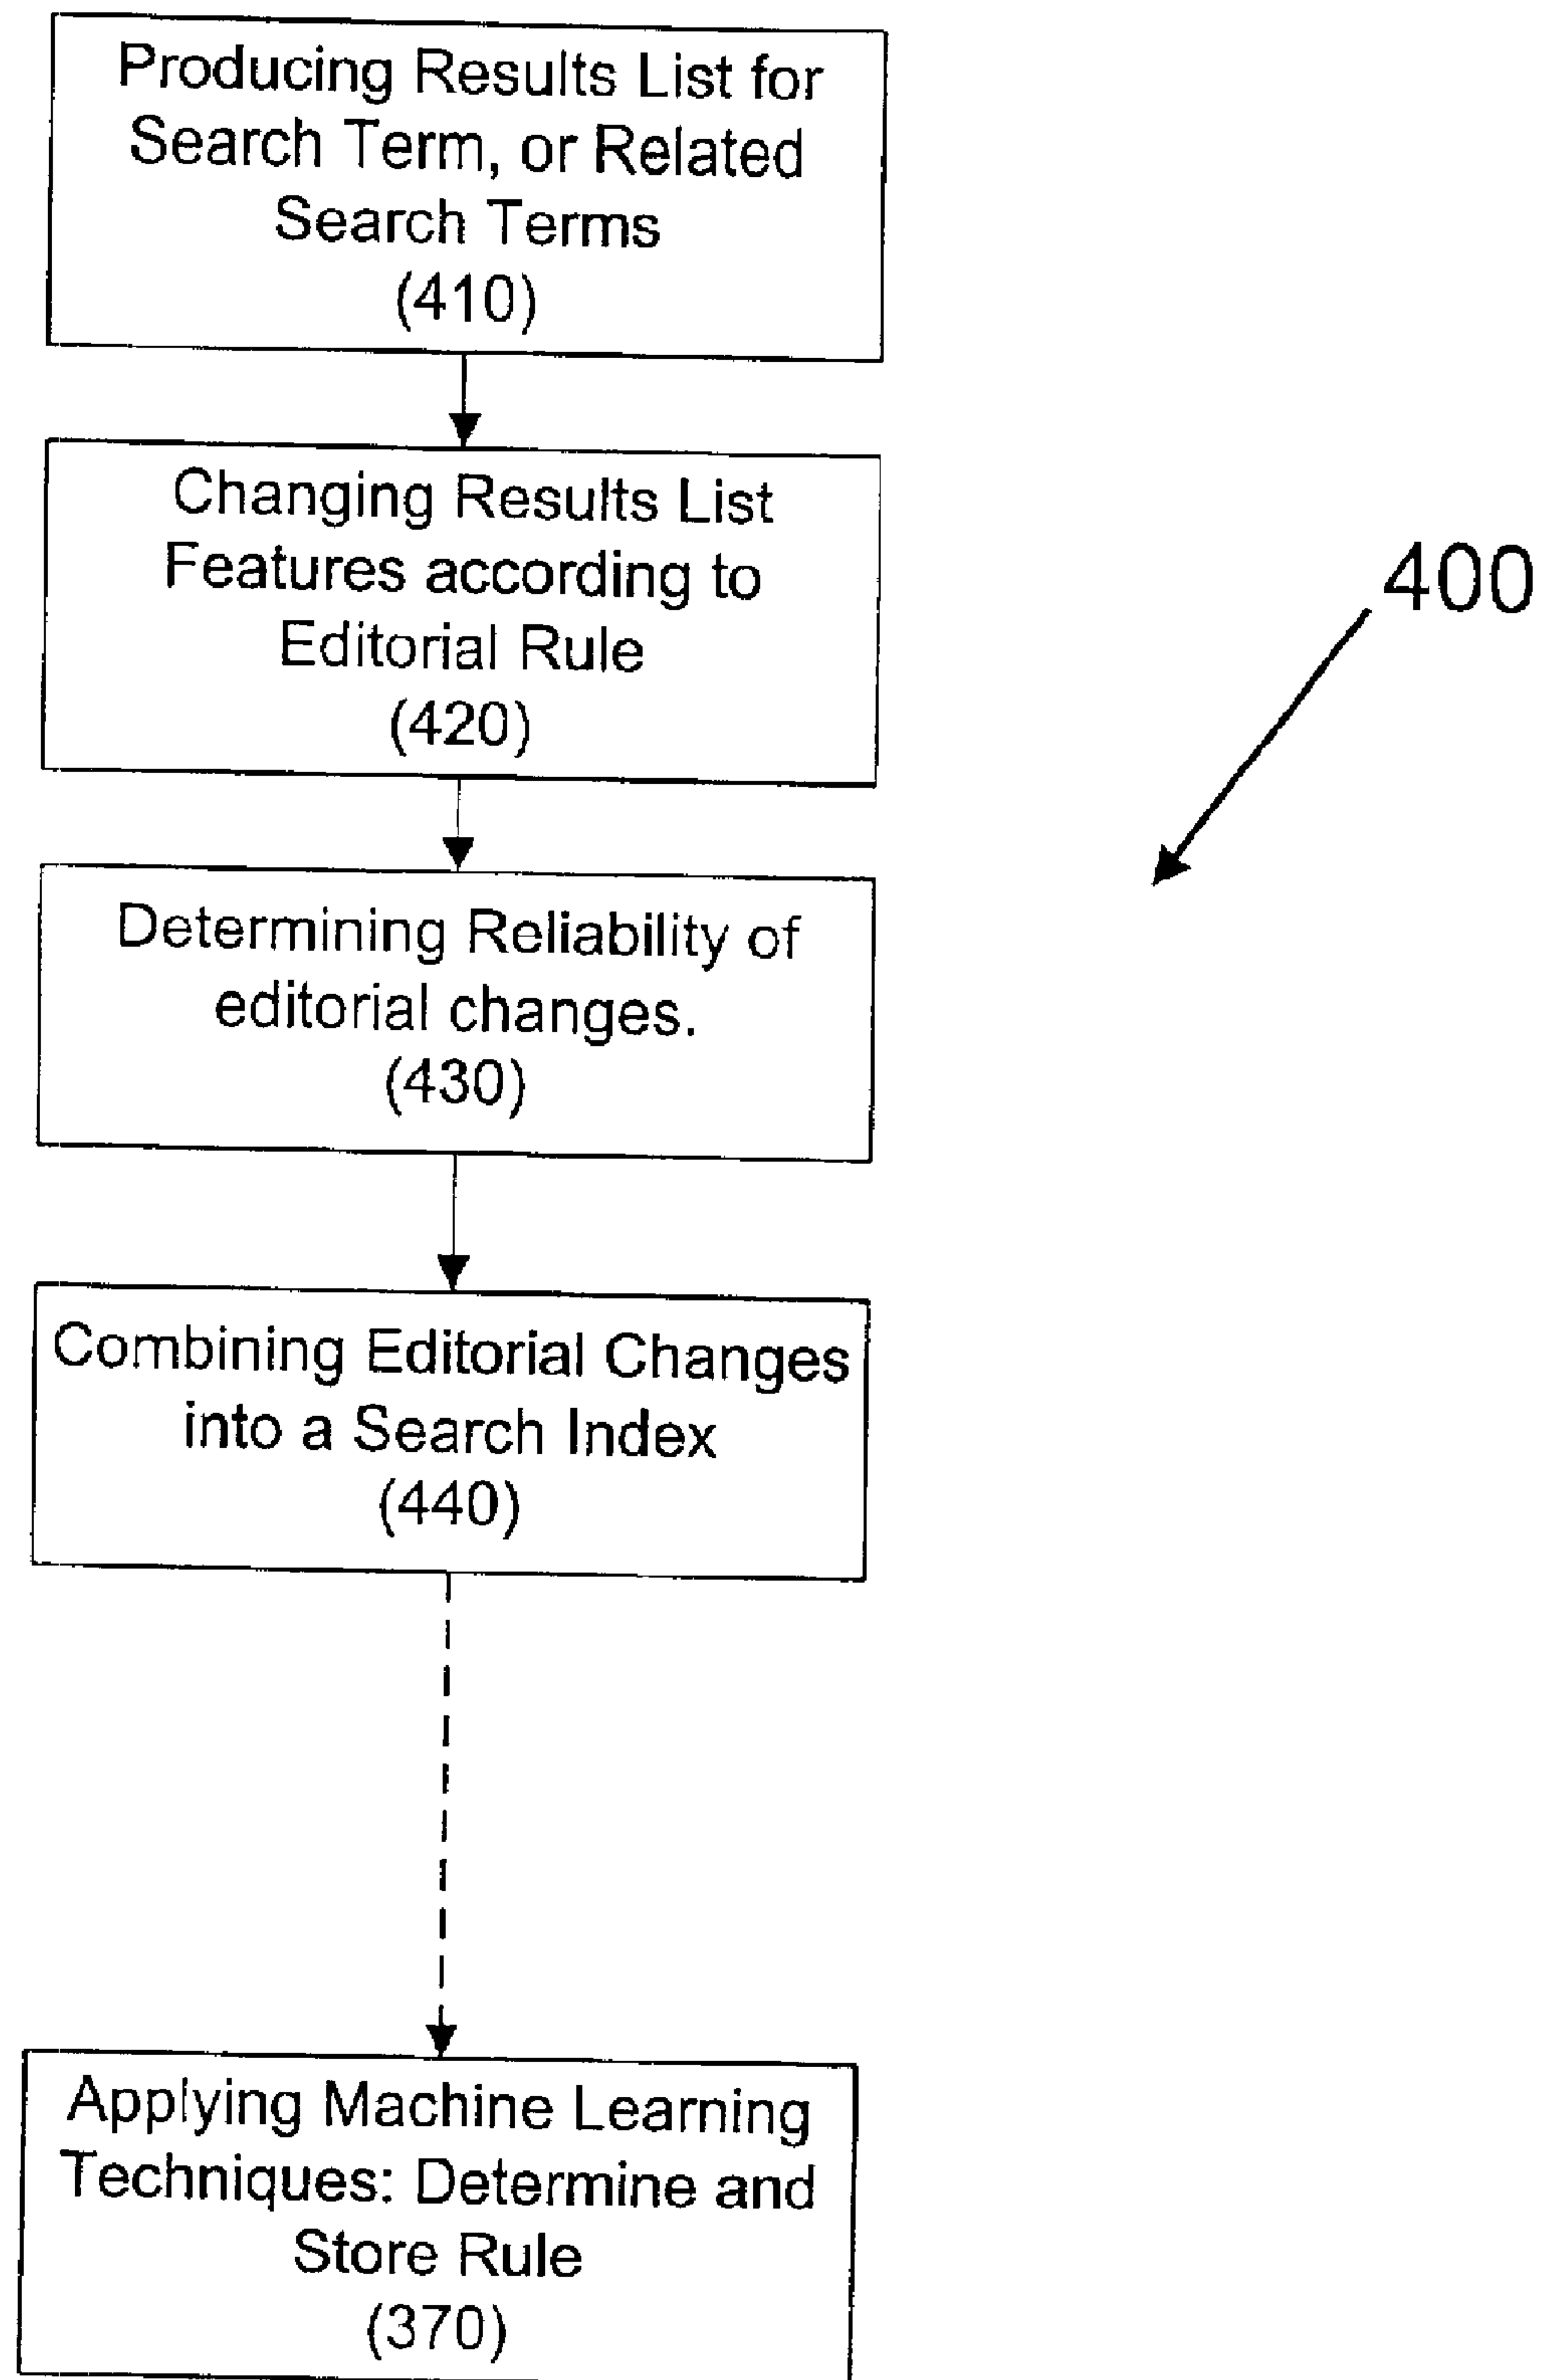 Producing Results List for
Search Term, or Related
Search Terms
(410)
Changing Results List
Features according to
Editorial Rule
(420)
400
Determining Reliability of
editorial changes.
(430)
Combining Editorial Changes
into a Search Index
(440)
Applying Machine Learning
Techniques: Determine and
Store Rule
(370)